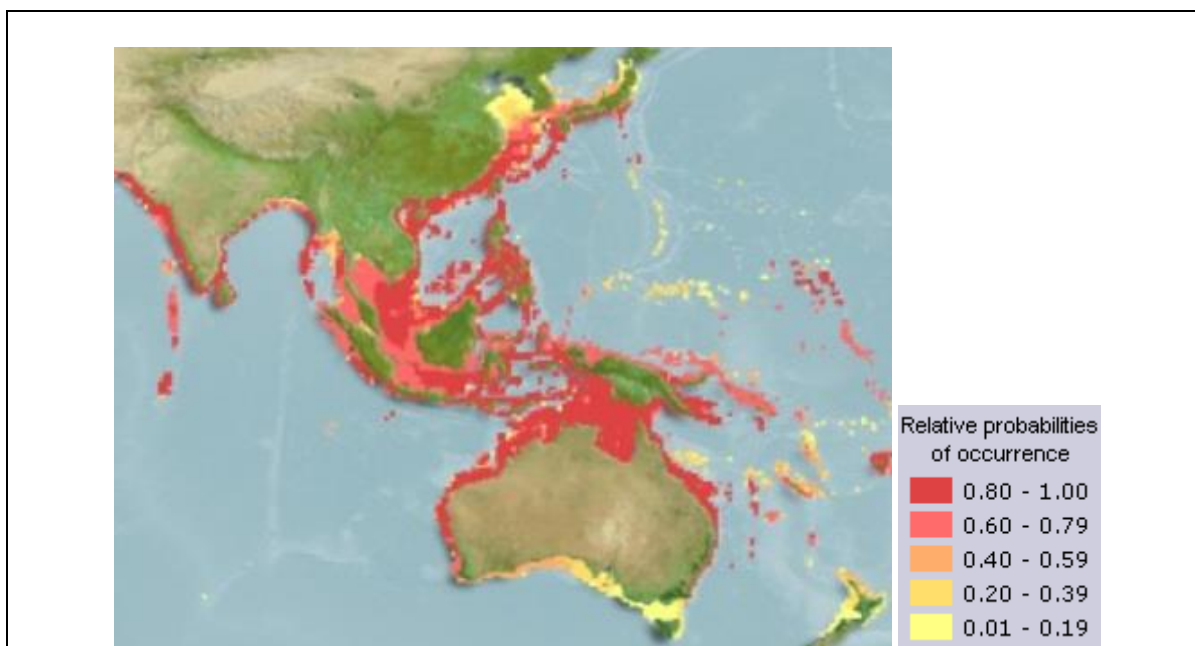 Relative probabilities
of occurrence
0.80 - 1.00
0.60 - 0.79
0.40 - 0.59
0.20 - 0.39
0.01 - 0.19